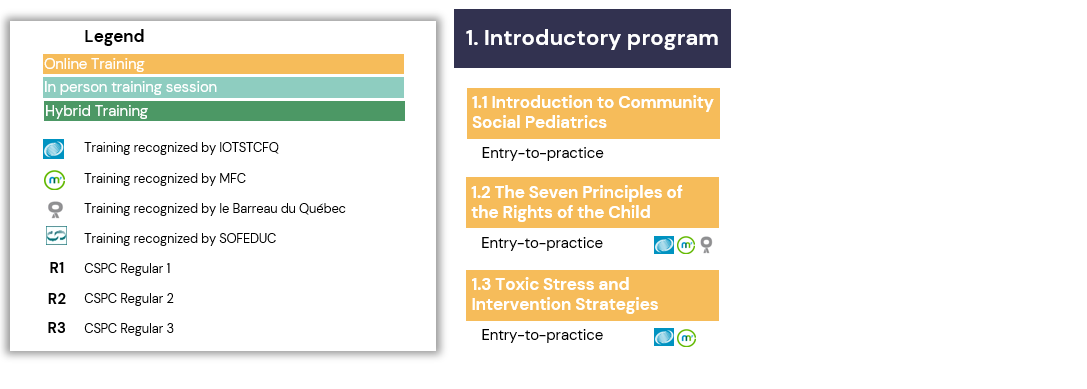 Legend
Online Training
In person training session
Hybrid Training
Training recognized by IOTSTCFQ
Training recognized by MFC
Training recognized by le Barreau du Québec
Training recognized by SOFEDUC
R1 CSPC Regular 1
R2 CSPC Regular 2
R3 CSPC Regular 3
1. Introductory program
1.1 Introduction to Community
Social Pediatrics
Entry-to-practice
1.2 The Seven Principles of
the Rights of the Child
Entry-to-practice
1.3 Toxic Stress and
Intervention Strategies
Entry-to-practice